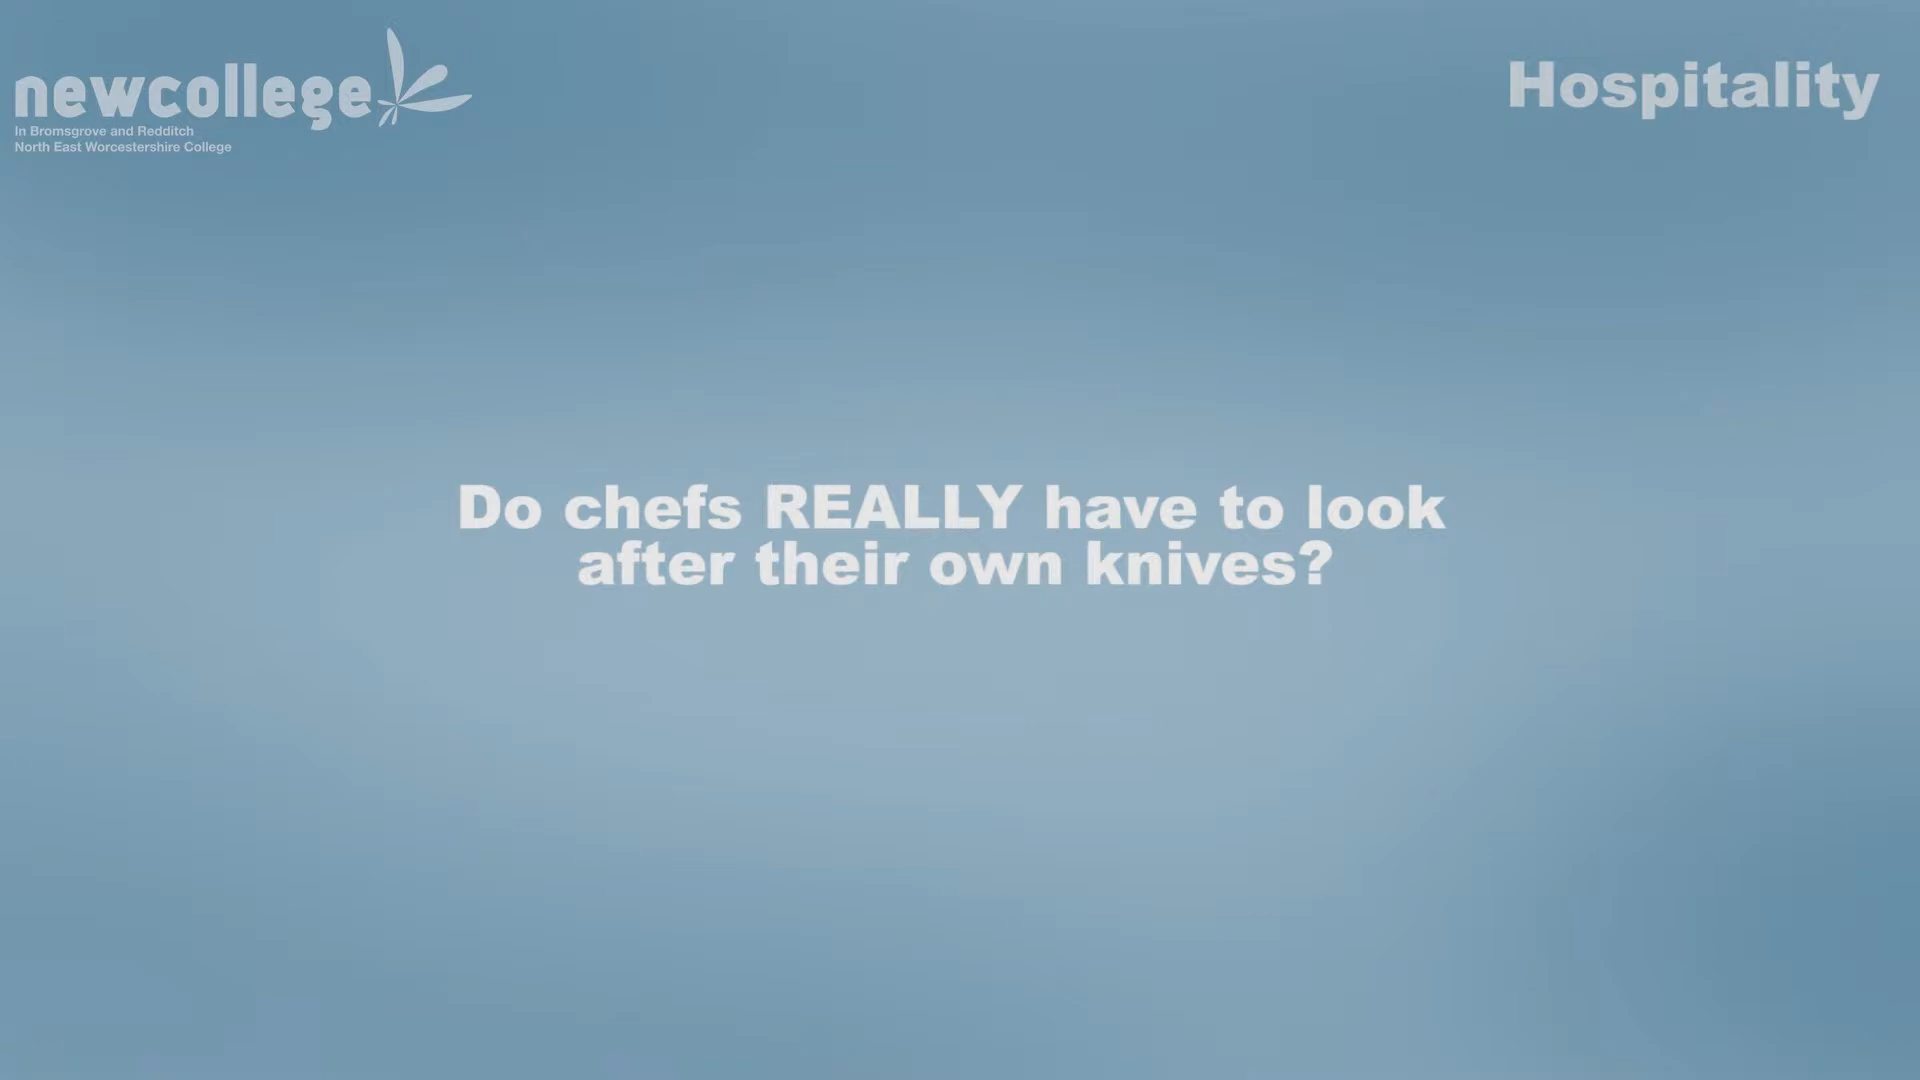 newcollege
In Bromsgrove and Redditch
North East Worcestershire College
Hospitality
Do chefs REALLY have to look
after their own knives?